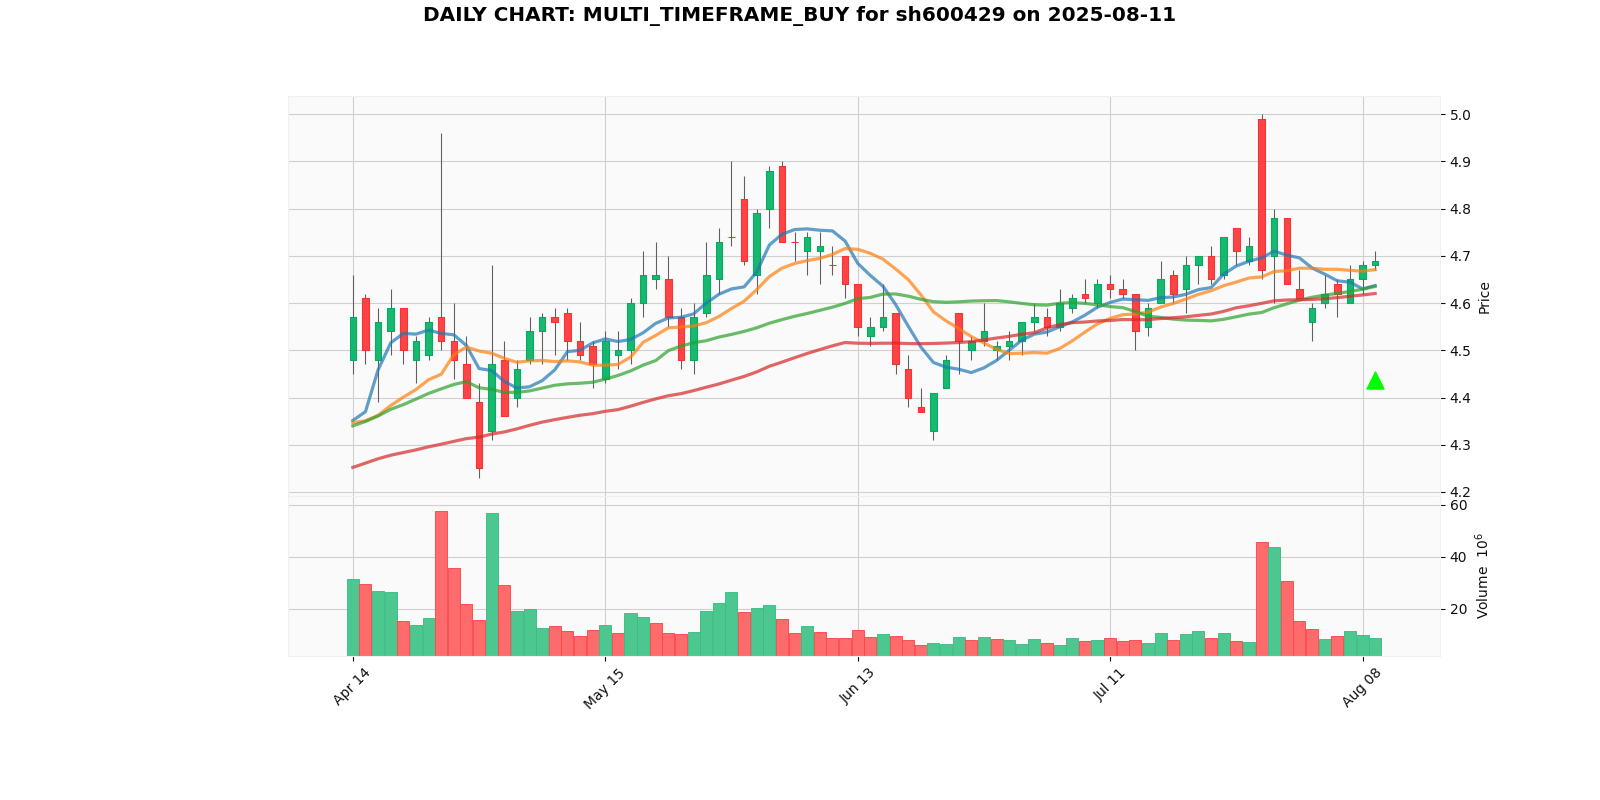 DAILY CHART: MULTI_TIMEFRAME_BUY for sh600429 on 2025-08-11
5.0
4.9
4.8
4.7
4.6
4.5
4.4
4.3
4.2
Price
60
40
20
Volume 10^6
Apr 14
May 15
Jun 13
Jul 11
Aug 08